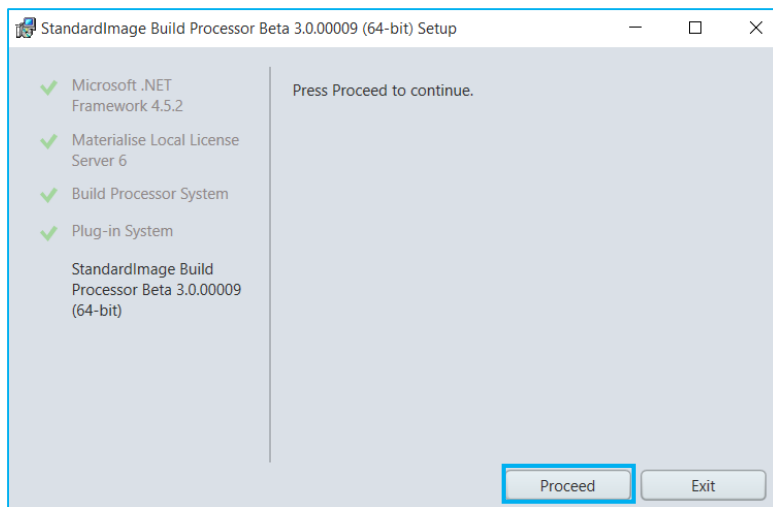 StandardImage Build Processor Beta 3.0.00009 (64-bit) Setup
Microsoft .NET
Framework 4.5.2
Materialise Local License
Server 6
Build Processor System
Plug-in System
StandardImage Build
Processor Beta 3.0.00009
(64-bit)
Press Proceed to continue.
Proceed
Exit